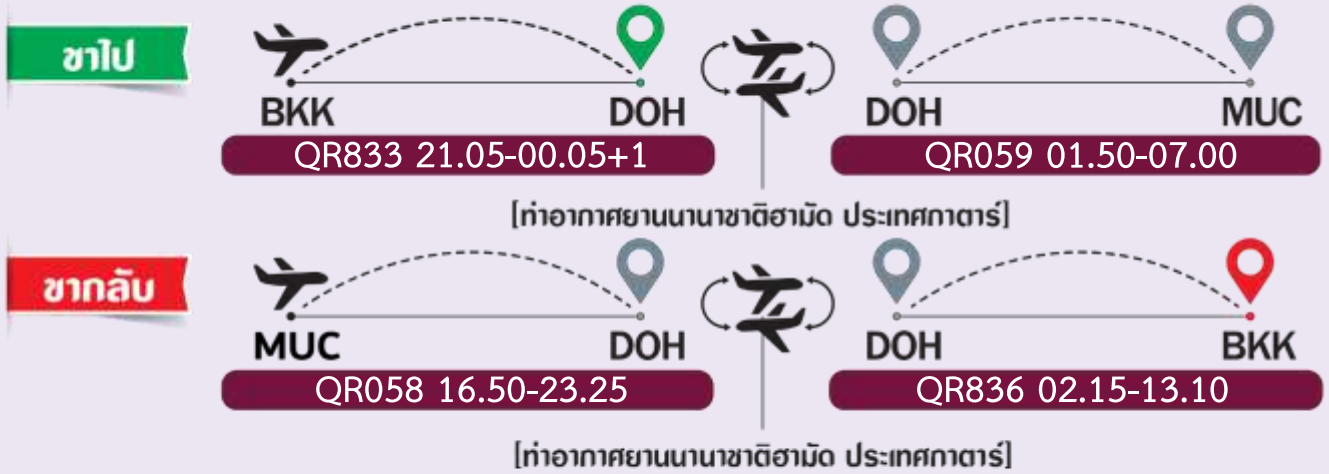 ขาไป
BKK DOH DOH MUC
QR833 21.05-00.05+1 QR059 01.50-07.00
[ท่าอากาศยานนานาชาติฮามัด ประเทศกาตาร์]
ขากลับ
MUC DOH DOH BKK
QR058 16.50-23.25 QR836 02.15-13.10
[ท่าอากาศยานนานาชาติฮามัด ประเทศกาตาร์]